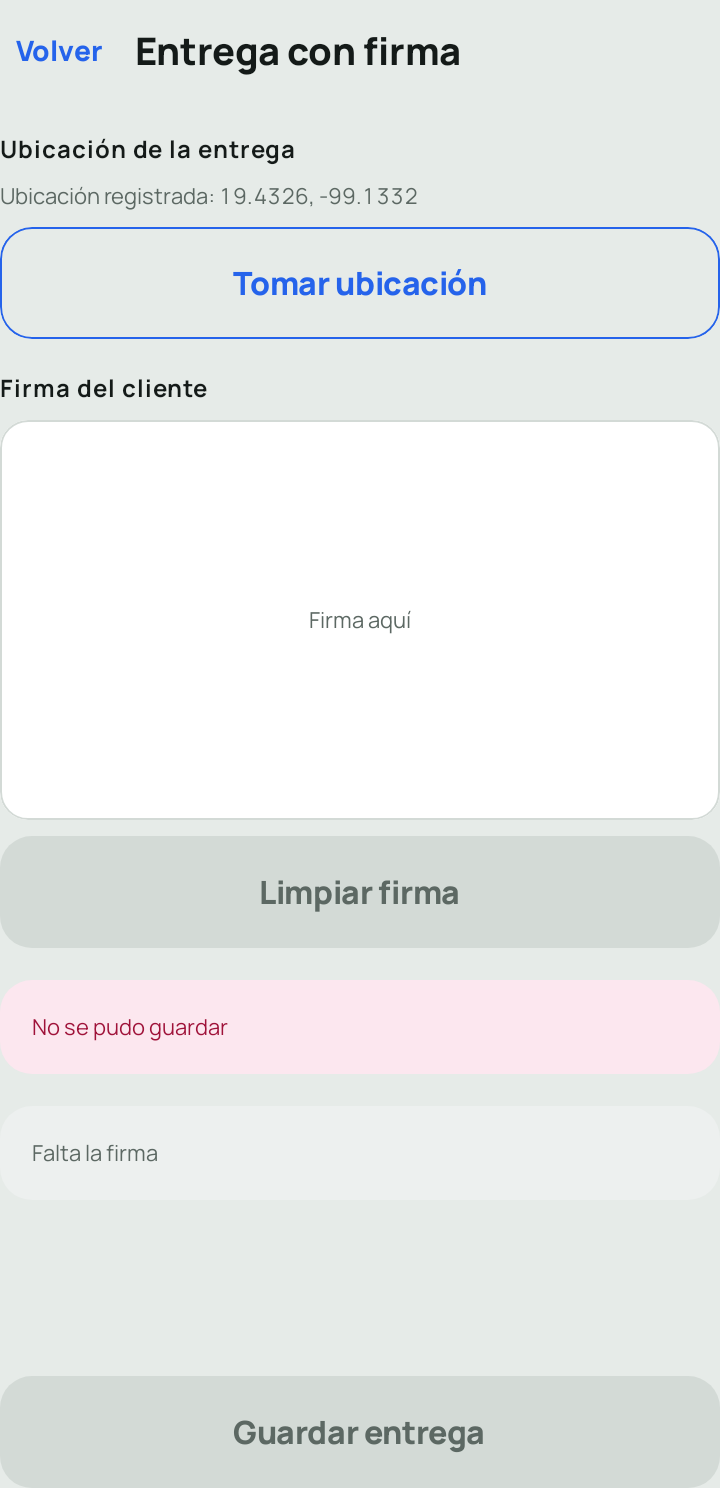 Volver Entrega con firma
Ubicación de la entrega
Ubicación registrada: 19.4326, -99.1332
Tomar ubicación
Firma del cliente
Firma aquí
Limpiar firma
No se pudo guardar
Falta la firma
Guardar entrega